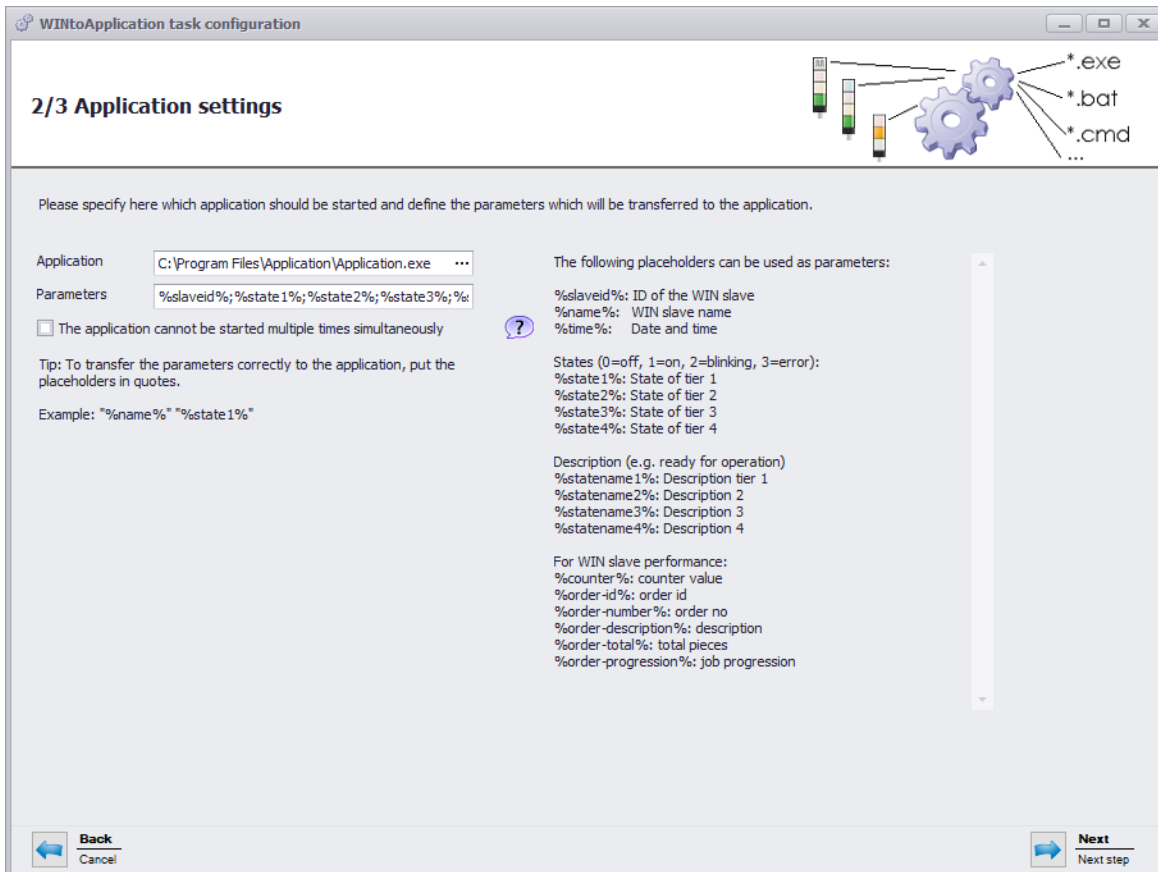 WINtoApplication task configuration
2/3 Application settings
*.exe
*.bat
*.cmd
...
Please specify here which application should be started and define the parameters which will be transferred to the application.
Application
C:\Program Files\Application\Application.exe ...
Parameters
%slaveid%;%state1%;%state2%;%state3%;%
The application cannot be started multiple times simultaneously
?
Tip: To transfer the parameters correctly to the application, put the
placeholders in quotes.
Example: "%name%" "%state1%"
The following placeholders can be used as parameters:
%slaveid%: ID of the WIN slave
%name%: WIN slave name
%time%: Date and time
States (0=off, 1=on, 2=blinking, 3=error):
%state1%: State of tier 1
%state2%: State of tier 2
%state3%: State of tier 3
%state4%: State of tier 4
Description (e.g. ready for operation)
%statename1%: Description tier 1
%statename2%: Description 2
%statename3%: Description 3
%statename4%: Description 4
For WIN slave performance:
%counter%: counter value
%order-id%: order id
%order-number%: order no
%order-description%: description
%order-total%: total pieces
%order-progression%: job progression
Back
Cancel
Next
Next step